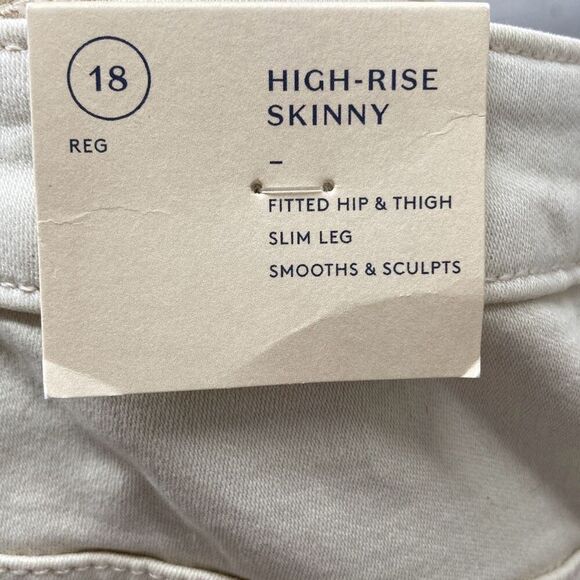 18
REG
HIGH-RISE
SKINNY
–
FITTED HIP & THIGH
SLIM LEG
SMOOTHS & SCULPTS